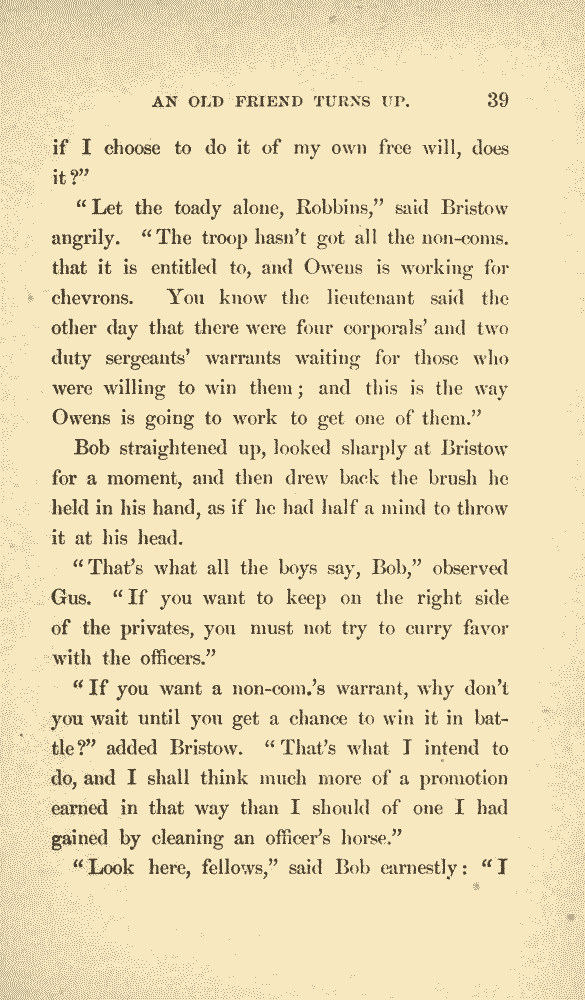 AN OLD FRIEND TURNS UP. 39
if I choose to do it of my own free will, does
it?”
“Let the toady alone, Robbins,” said Bristow
angrily. “The troop hasn’t got all the non-coms.
that it is entitled to, and Owens is working for
chevrons. You know the lieutenant said the
other day that there were four corporals’ and two
duty sergeants’ warrants waiting for those who
were willing to win them; and this is the way
Owens is going to work to get one of them.”
Bob straightened up, looked sharply at Bristow
for a moment, and then drew back the brush he
held in his hand, as if he had half a mind to throw
it at his head.
“That’s what all the boys say, Bob,” observed
Gus. “If you want to keep on the right side
of the privates, you must not try to curry favor
with the officers.”
“If you want a non-com.’s warrant, why don’t
you wait until you get a chance to win it in bat-
tle?” added Bristow. “That’s what I intend to
do, and I shall think much more of a promotion
earned in that way than I should of one I had
gained by cleaning an officer’s horse.”
“Look here, fellows,” said Bob earnestly: “I